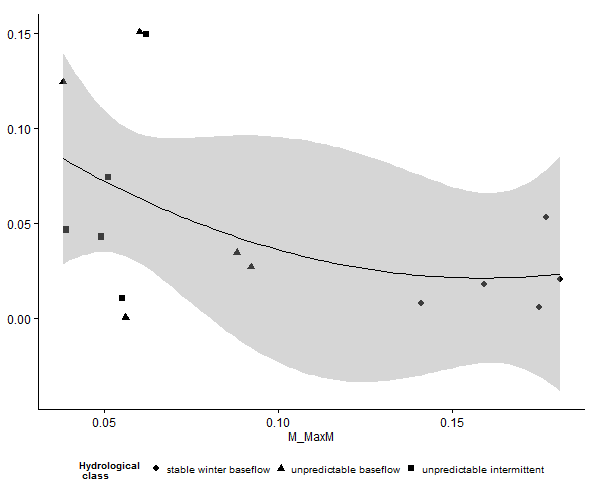 0.15
0.10
0.05
0.00
0.05 0.10 0.15
M_MaxM
Hydrological
class
stable winter baseflow unpredictable baseflow unpredictable intermittent